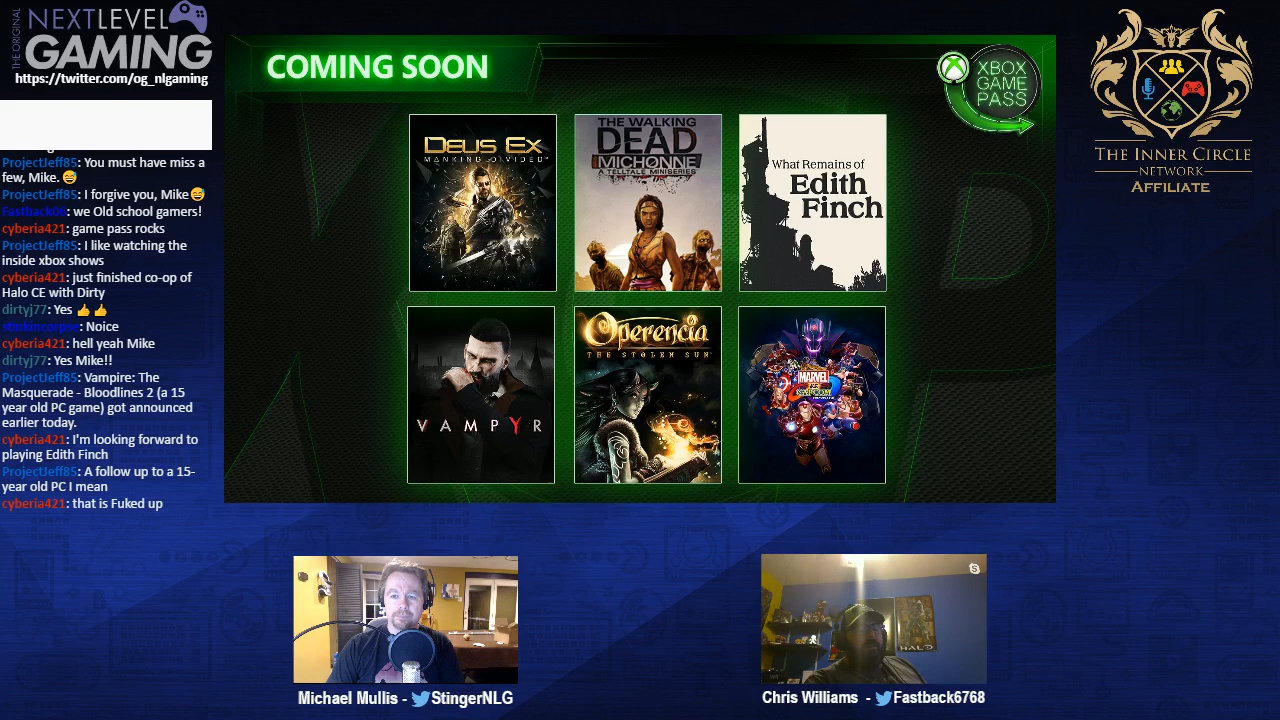 THE ORIGINAL
NEXTLEVEL
GAMING
https://twitter.com/og_nlgaming
ProjectJeff85: You must have miss a
few, Mike. 😅
ProjectJeff85: I forgive you, Mike😅
Fastback06: we Old school gamers!
cyberia421: game pass rocks
ProjectJeff85: I like watching the
inside xbox shows
cyberia421: just finished co-op of
Halo CE with Dirty
dirtyj77: Yes 👍👍
Noice
cyberia421: hell yeah Mike
dirtyj77: Yes Mike!!
ProjectJeff85: Vampire: The
Masquerade - Bloodlines 2 (a 15
year old PC game) got announced
earlier today.
cyberia421: I'm looking forward to
playing Edith Finch
ProjectJeff85: A follow up to a 15-
year old PC I mean
cyberia421: that is Fuked up
COMING SOON
XBOX
GAME
PASS
DEUS EX
MANKIND DIVIDED
THE WALKING
DEAD
MICHONNE
A TELLTALE MINISERIES
What Remains of
Edith
Finch
VAMPYR
Operencia
THE STOLEN SUN
MARVEL
VS
CAPCOM
THE INNER CIRCLE
NETWORK
AFFILIATE
HALO
Michael Mullis - StingerNLG
Chris Williams - Fastback6768